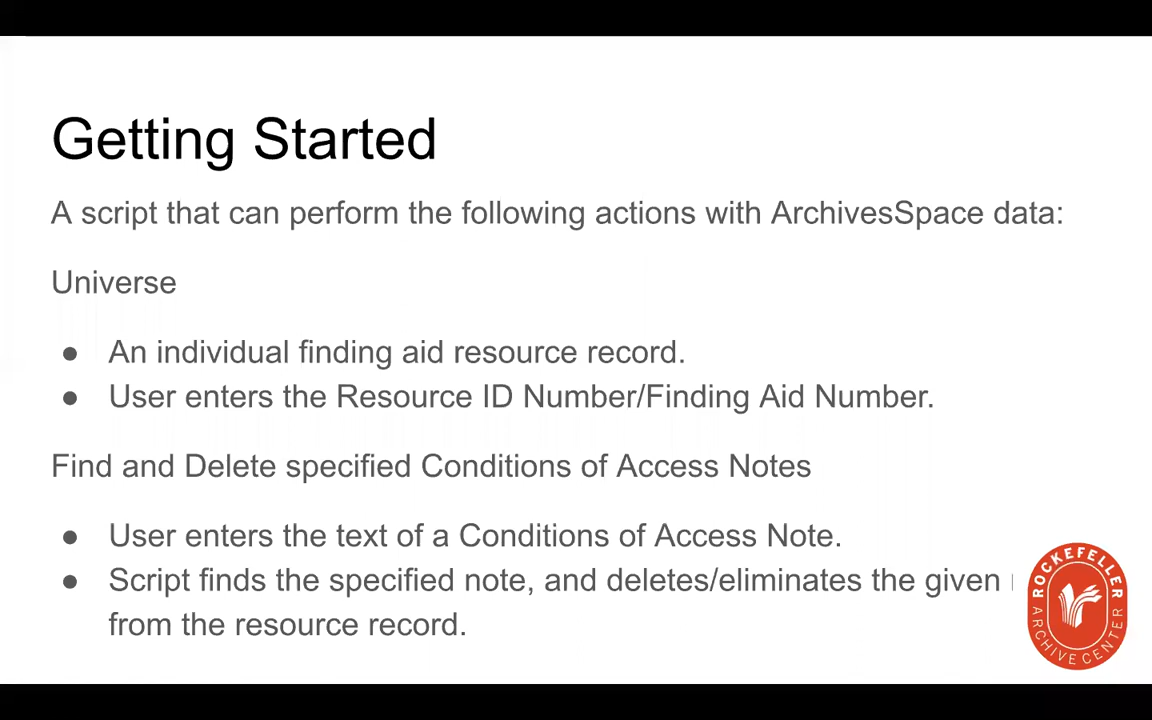 Getting Started
A script that can perform the following actions with ArchivesSpace data:
Universe
● An individual finding aid resource record.
● User enters the Resource ID Number/Finding Aid Number.
Find and Delete specified Conditions of Access Notes
● User enters the text of a Conditions of Access Note.
● Script finds the specified note, and deletes/eliminates the given
from the resource record.
ROCKEFELLER
ARCHIVE CENTER